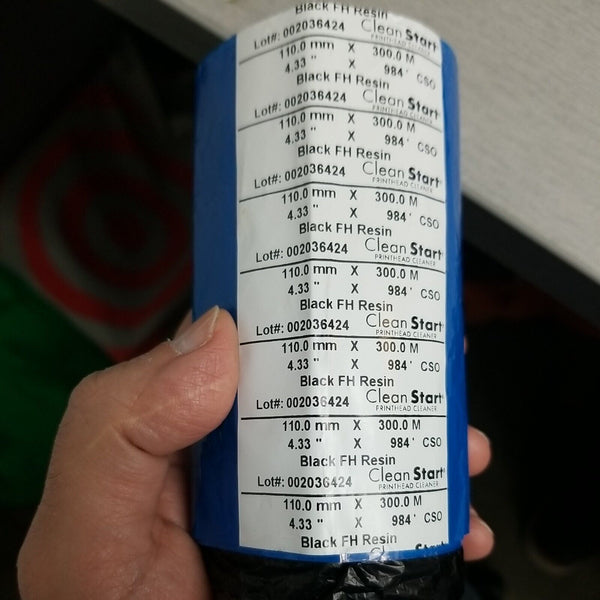 Black FH Resin
Lot#: 002036424 Clean Start
PRINTHEAD CLEANER
110.0 mm X 300.0 M
4.33 " X 984' CSO
Black FH Resin
Lot#: 002036424 Clean Start
PRINTHEAD CLEANER
110.0 mm X 300.0 M
4.33 " X 984' CSO
Black FH Resin
Lot#: 002036424 Clean Start
PRINTHEAD CLEANER
110.0 mm X 300.0 M
4.33 " X 984' CSO
Black FH Resin
Lot#: 002036424 Clean Start
PRINTHEAD CLEANER
110.0 mm X 300.0 M
4.33 " X 984' CSO
Black FH Resin
Lot#: 002036424 Clean Start
PRINTHEAD CLEANER
110.0 mm X 300.0 M
4.33 " X 984' CSO
Black FH Resin
Lot#: 002036424 Clean Start
PRINTHEAD CLEANER
110.0 mm X 300.0 M
4.33 " X 984' CSO
Black FH Resin
Lot#: 002036424 Clean Start
PRINTHEAD CLEANER
110.0 mm X 300.0 M
4.33 " X 984' CSO
Black FH Resin